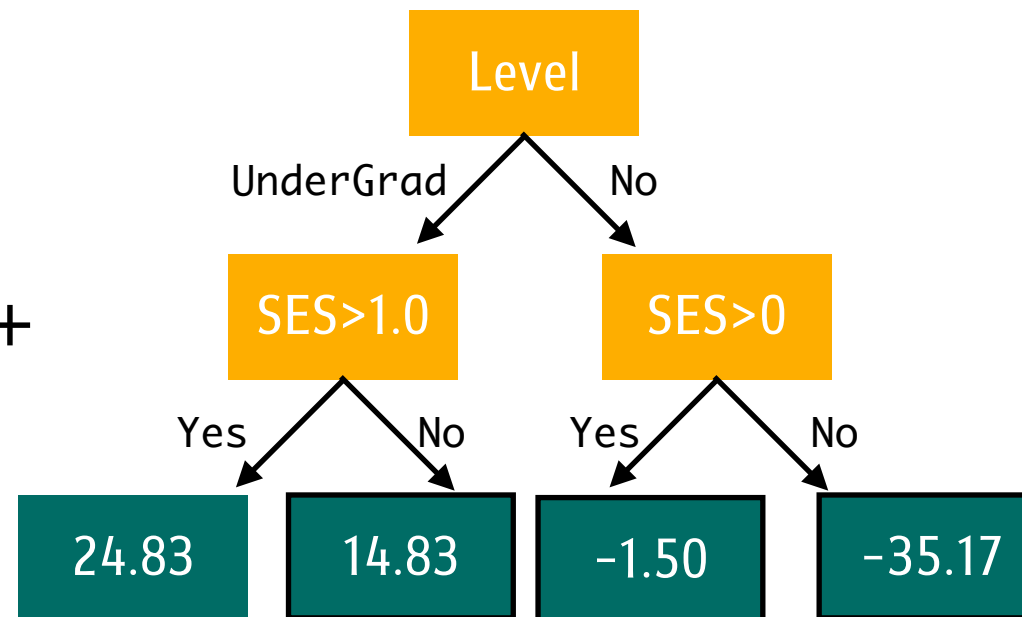 Level
UnderGrad No
+ SES>1.0 SES>0
Yes No Yes No
24.83 14.83 -1.50 -35.17